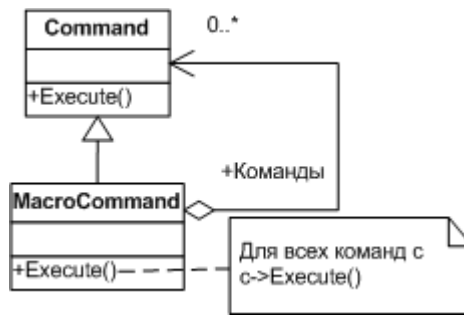 Command
0..*
+Execute()
+Команды
MacroCommand
+Execute()
Для всех команд с
c->Execute()